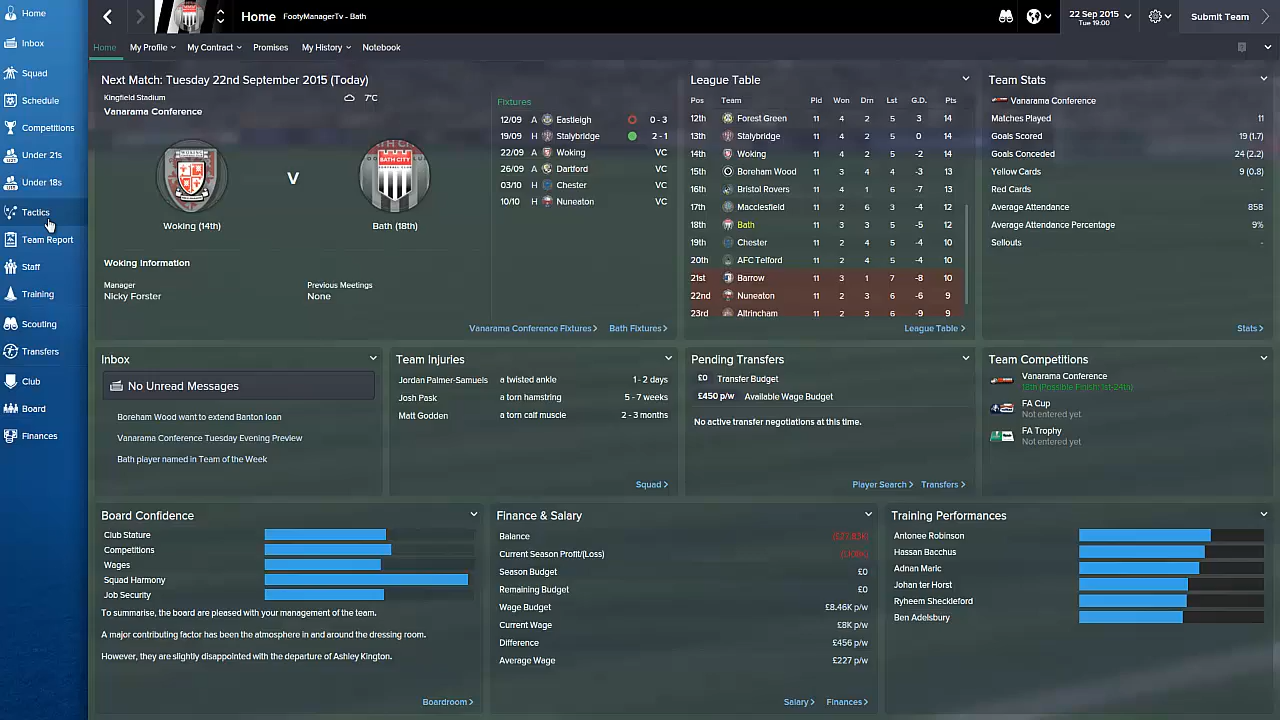 Home
Inbox
Squad
Schedule
Competitions
Under 21s
Under 18s
Tactics
Team Report
Staff
Training
Scouting
Transfers
Club
Board
Finances
Home FootyManagerTv - Bath
22 Sep 2015
Tue 19:00
Submit Team
Home My Profile My Contract Promises My History Notebook
Next Match: Tuesday 22nd September 2015 (Today)
Kingfield Stadium 7°C
Vanarama Conference
V
BATH CITY
Woking (14th) Bath (18th)
Woking Information
Manager Previous Meetings
Nicky Forster None
Fixtures
12/09 A Eastleigh 0 - 3
19/09 H Stalybridge 2 - 1
22/09 A Woking VC
26/09 A Dartford VC
03/10 H Chester VC
10/10 H Nuneaton VC
Vanarama Conference Fixtures> Bath Fixtures>
League Table
Pos Team Pld Won Drn Lst G.D. Pts
12th Forest Green 11 4 2 5 3 14
13th Stalybridge 11 4 2 5 0 14
14th Woking 11 4 2 5 -2 14
15th Boreham Wood 11 3 4 4 -3 13
16th Bristol Rovers 11 4 1 6 -7 13
17th Macclesfield 11 3 3 6 -4 12
18th Bath 11 3 3 5 -5 12
19th Chester 11 2 4 5 -4 10
20th AFC Telford 11 2 4 5 -4 10
21st Barrow 11 3 1 7 -8 10
22nd Nuneaton 11 2 3 6 -6 9
23rd Altrincham 11 2 3 6 -9 9
League Table >
Team Stats
Vanarama Conference
Matches Played 11
Goals Scored 19 (1.7)
Goals Conceded 24 (2.2)
Yellow Cards 9 (0.8)
Red Cards -
Average Attendance 858
Average Attendance Percentage 9%
Sellouts -
Stats >
Inbox
No Unread Messages
Boreham Wood want to extend Banton loan
Vanarama Conference Tuesday Evening Preview
Bath player named in Team of the Week
Team Injuries
Jordan Palmer-Samuels a twisted ankle 1 - 2 days
Josh Pask a torn hamstring 5 - 7 weeks
Matt Godden a torn calf muscle 2 - 3 months
Squad >
Pending Transfers
£0 Transfer Budget
£450 p/w Available Wage Budget
No active transfer negotiations at this time.
Player Search > Transfers >
Team Competitions
Vanarama Conference
18th (Possible Finish: 1st-24th)
FA Cup
Not entered yet
FA Trophy
Not entered yet
Board Confidence
Club Stature
Competitions
Wages
Squad Harmony
Job Security
To summarise, the board are pleased with your management of the team.
A major contributing factor has been the atmosphere in and around the dressing room.
However, they are slightly disappointed with the departure of Ashley Kington.
Boardroom >
Finance & Salary
Balance
Current Season Profit/(Loss)
Season Budget £0
Remaining Budget £0
Wage Budget £8.46K p/w
Current Wage £8K p/w
Difference £456 p/w
Average Wage £227 p/w
Salary > Finances >
Training Performances
Antonee Robinson
Hassan Bacchus
Adnan Maric
Johan ter Horst
Ryheem Sheckleford
Ben Adelsbury